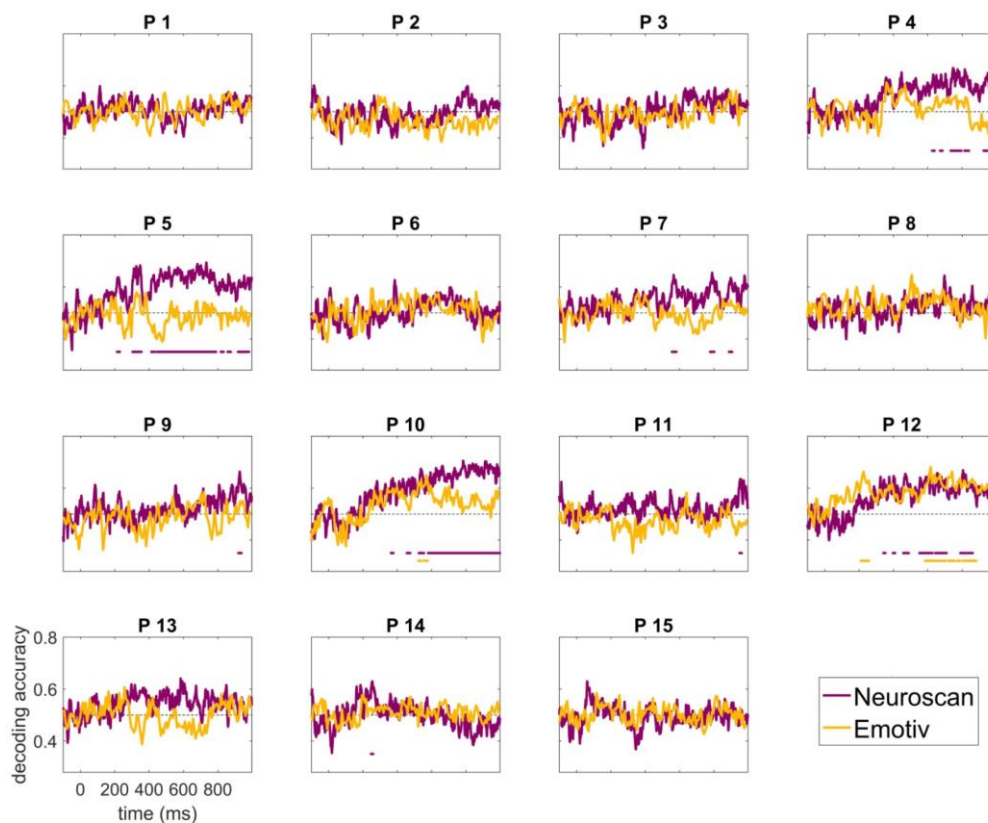 P 1
P 2
P 3
P 4
P 5
P 6
P 7
P 8
P 9
P 10
P 11
P 12
P 13
P 14
P 15
0.8
0.6
0.4
decoding accuracy
0 200 400 600 800
time (ms)
Neuroscan
Emotiv